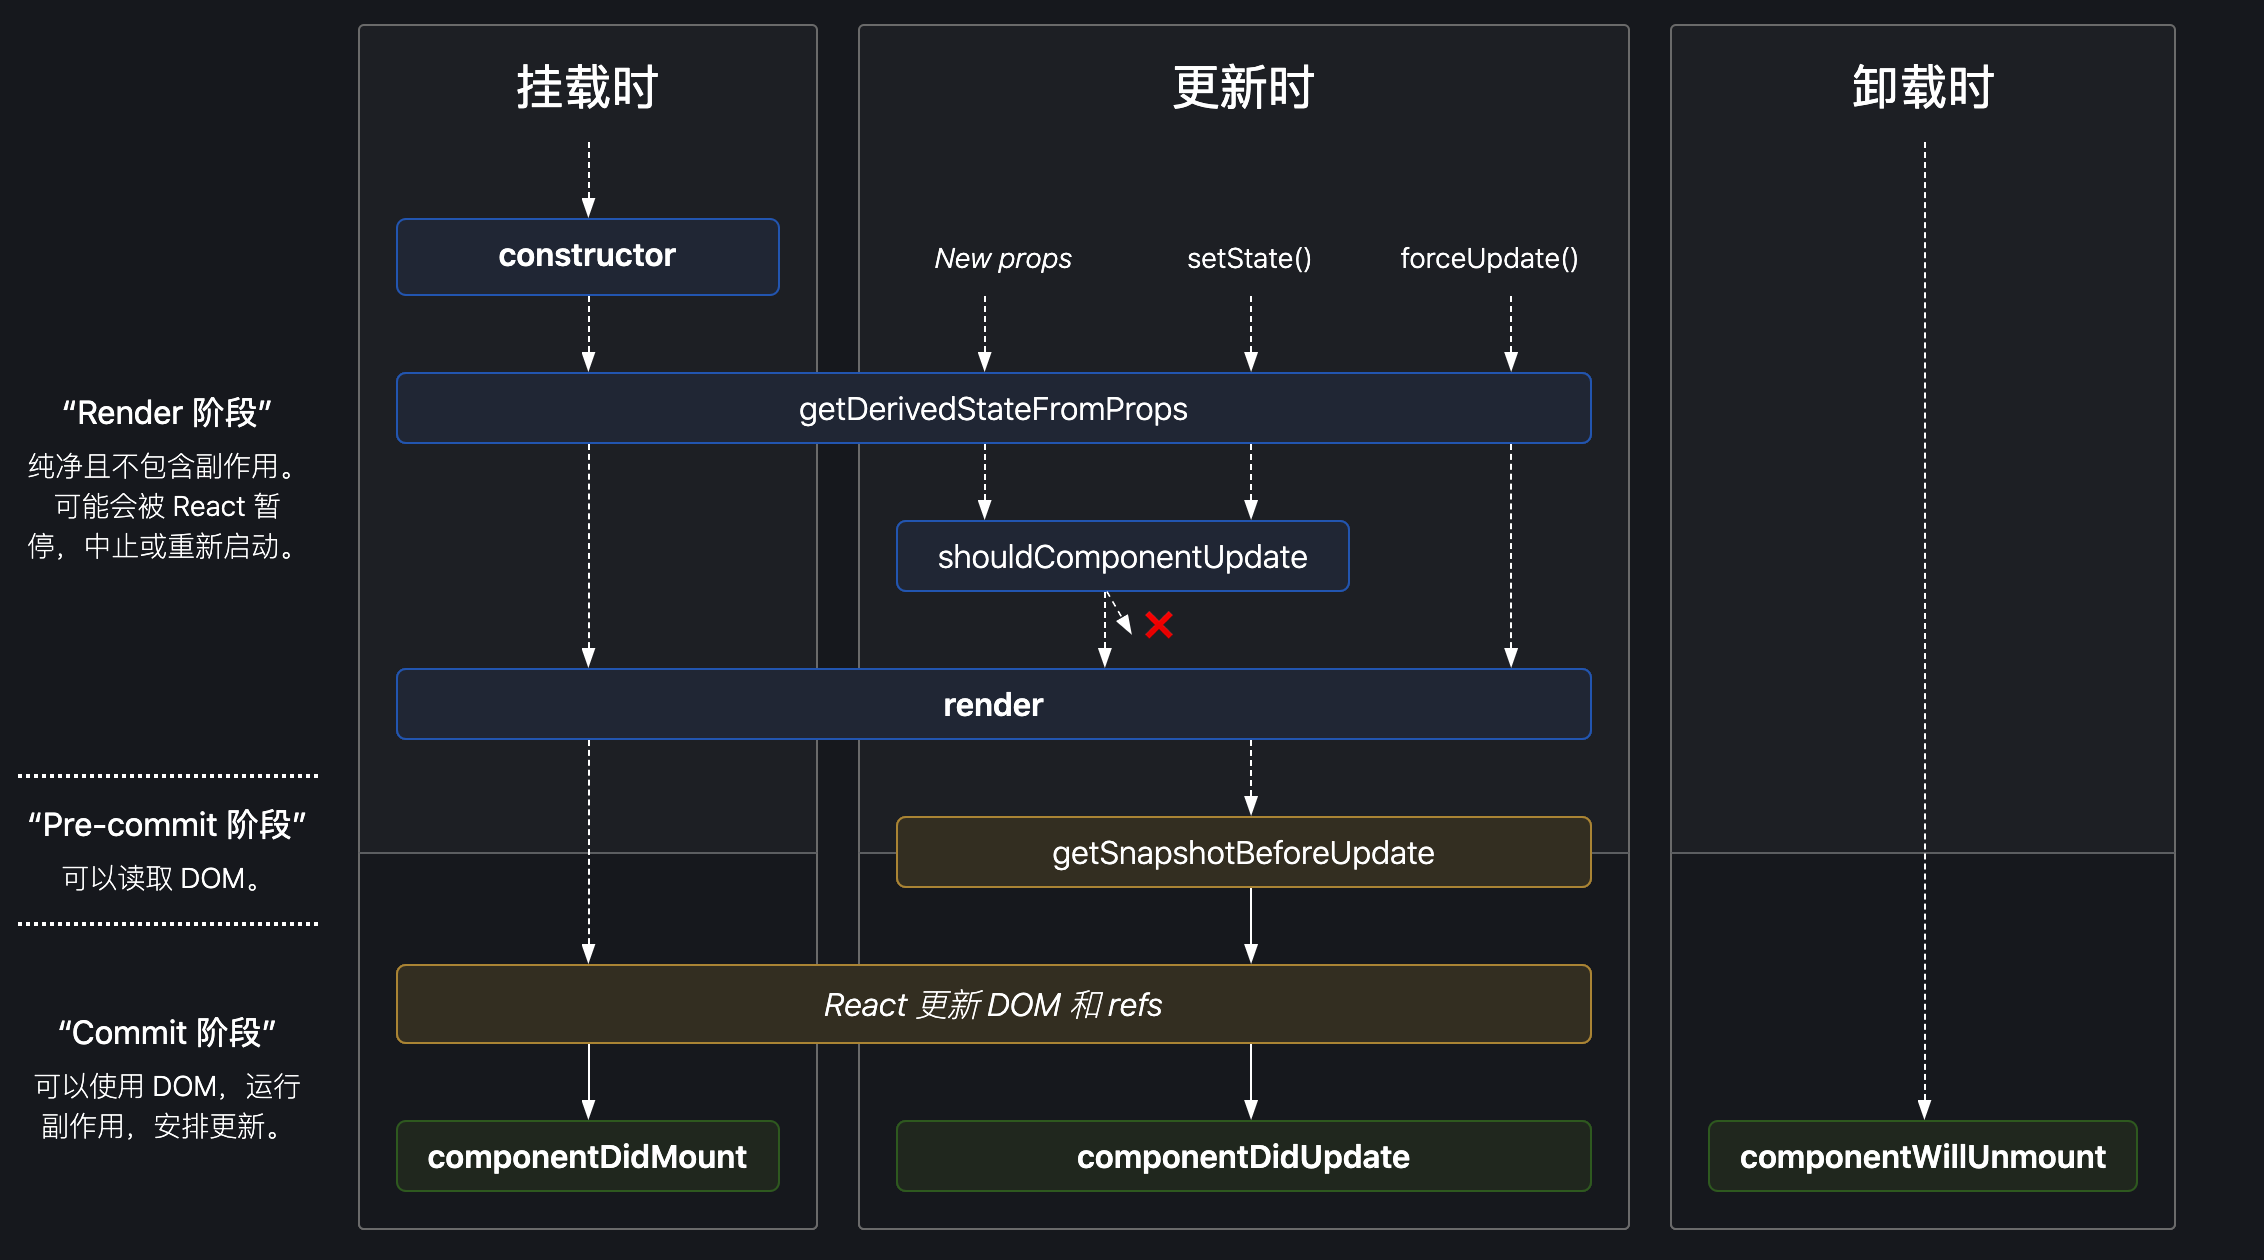 挂载时
更新时
卸载时
constructor
New props
setState()
forceUpdate()
getDerivedStateFromProps
“Render 阶段”
纯净且不包含副作用。
可能会被 React 暂
停，中止或重新启动。
shouldComponentUpdate
render
“Pre-commit 阶段”
可以读取 DOM。
getSnapshotBeforeUpdate
React 更新 DOM 和 refs
“Commit 阶段”
可以使用 DOM，运行
副作用，安排更新。
componentDidMount
componentDidUpdate
componentWillUnmount